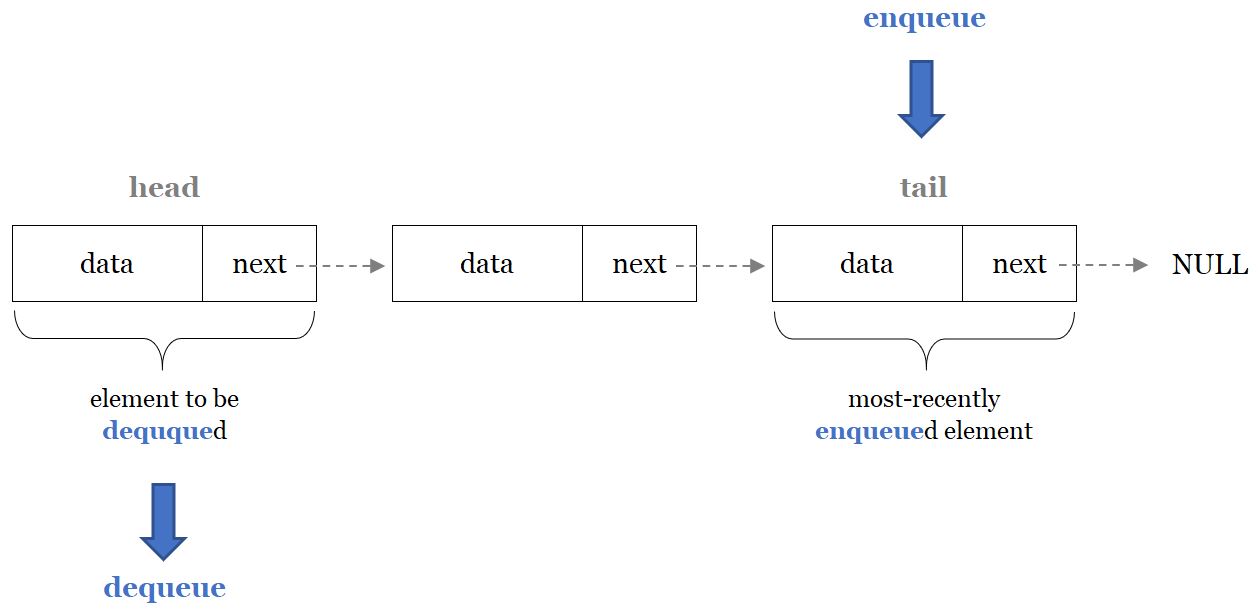 enqueue
head
tail
data next data next data next NULL
element to be
deququed
most-recently
enqueued element
dequeue